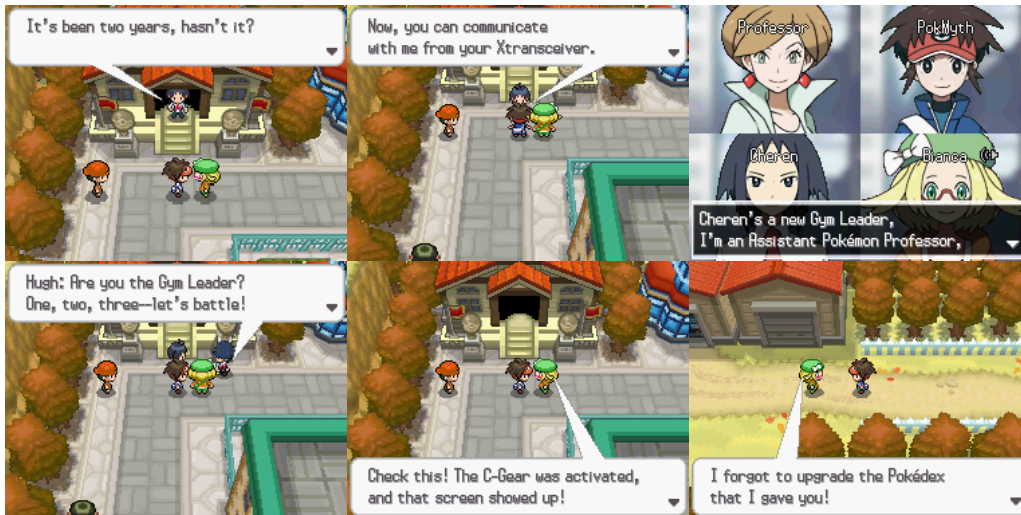 It's been two years, hasn't it?
Now, you can communicate
with me from your Xtransceiver.
Professor
PokMyth
Cheren
Bianca
Cheren's a new Gym Leader,
I'm an Assistant Pokémon Professor,
Hugh: Are you the Gym Leader?
One, two, three--let's battle!
Check this! The C-Gear was activated,
and that screen showed up!
I forgot to upgrade the Pokédex
that I gave you!